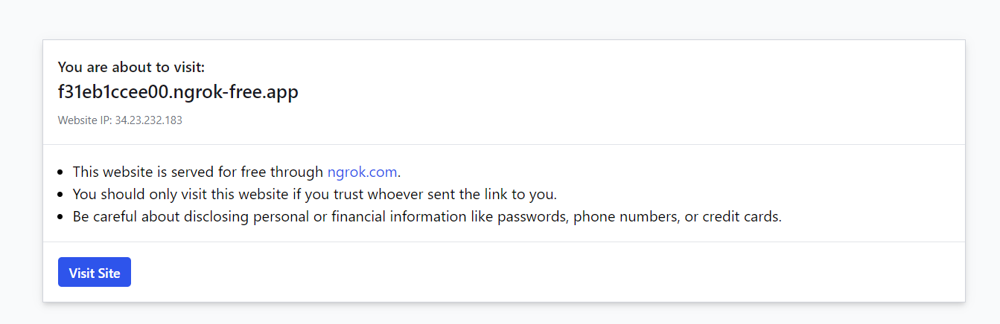 You are about to visit:
f31eb1ccee00.ngrok-free.app
Website IP: 34.23.232.183
This website is served for free through ngrok.com.
You should only visit this website if you trust whoever sent the link to you.
Be careful about disclosing personal or financial information like passwords, phone numbers, or credit cards.
Visit Site